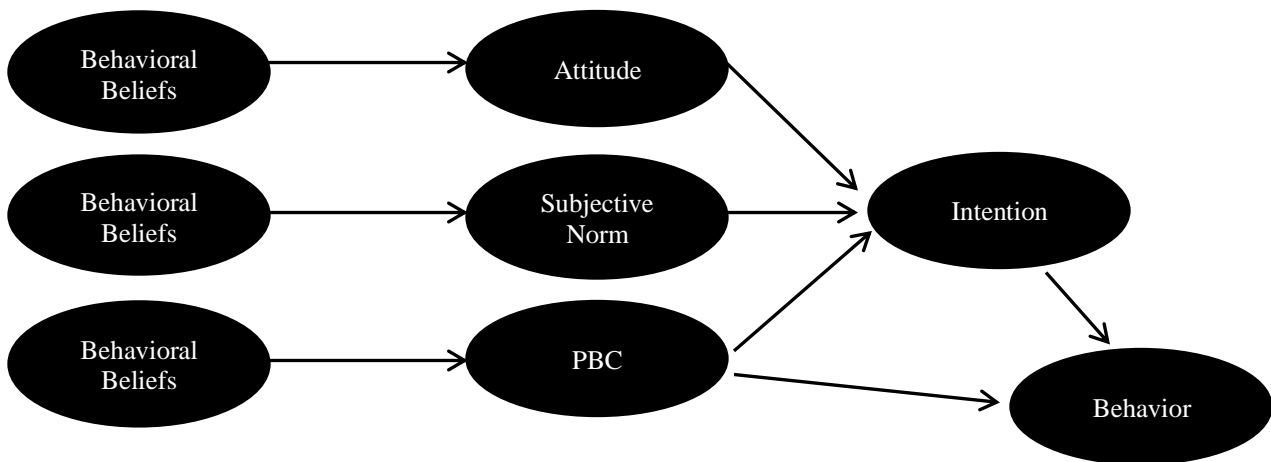 Behavioral
Beliefs
Attitude
Behavioral
Beliefs
Subjective
Norm
Intention
Behavioral
Beliefs
PBC
Behavior